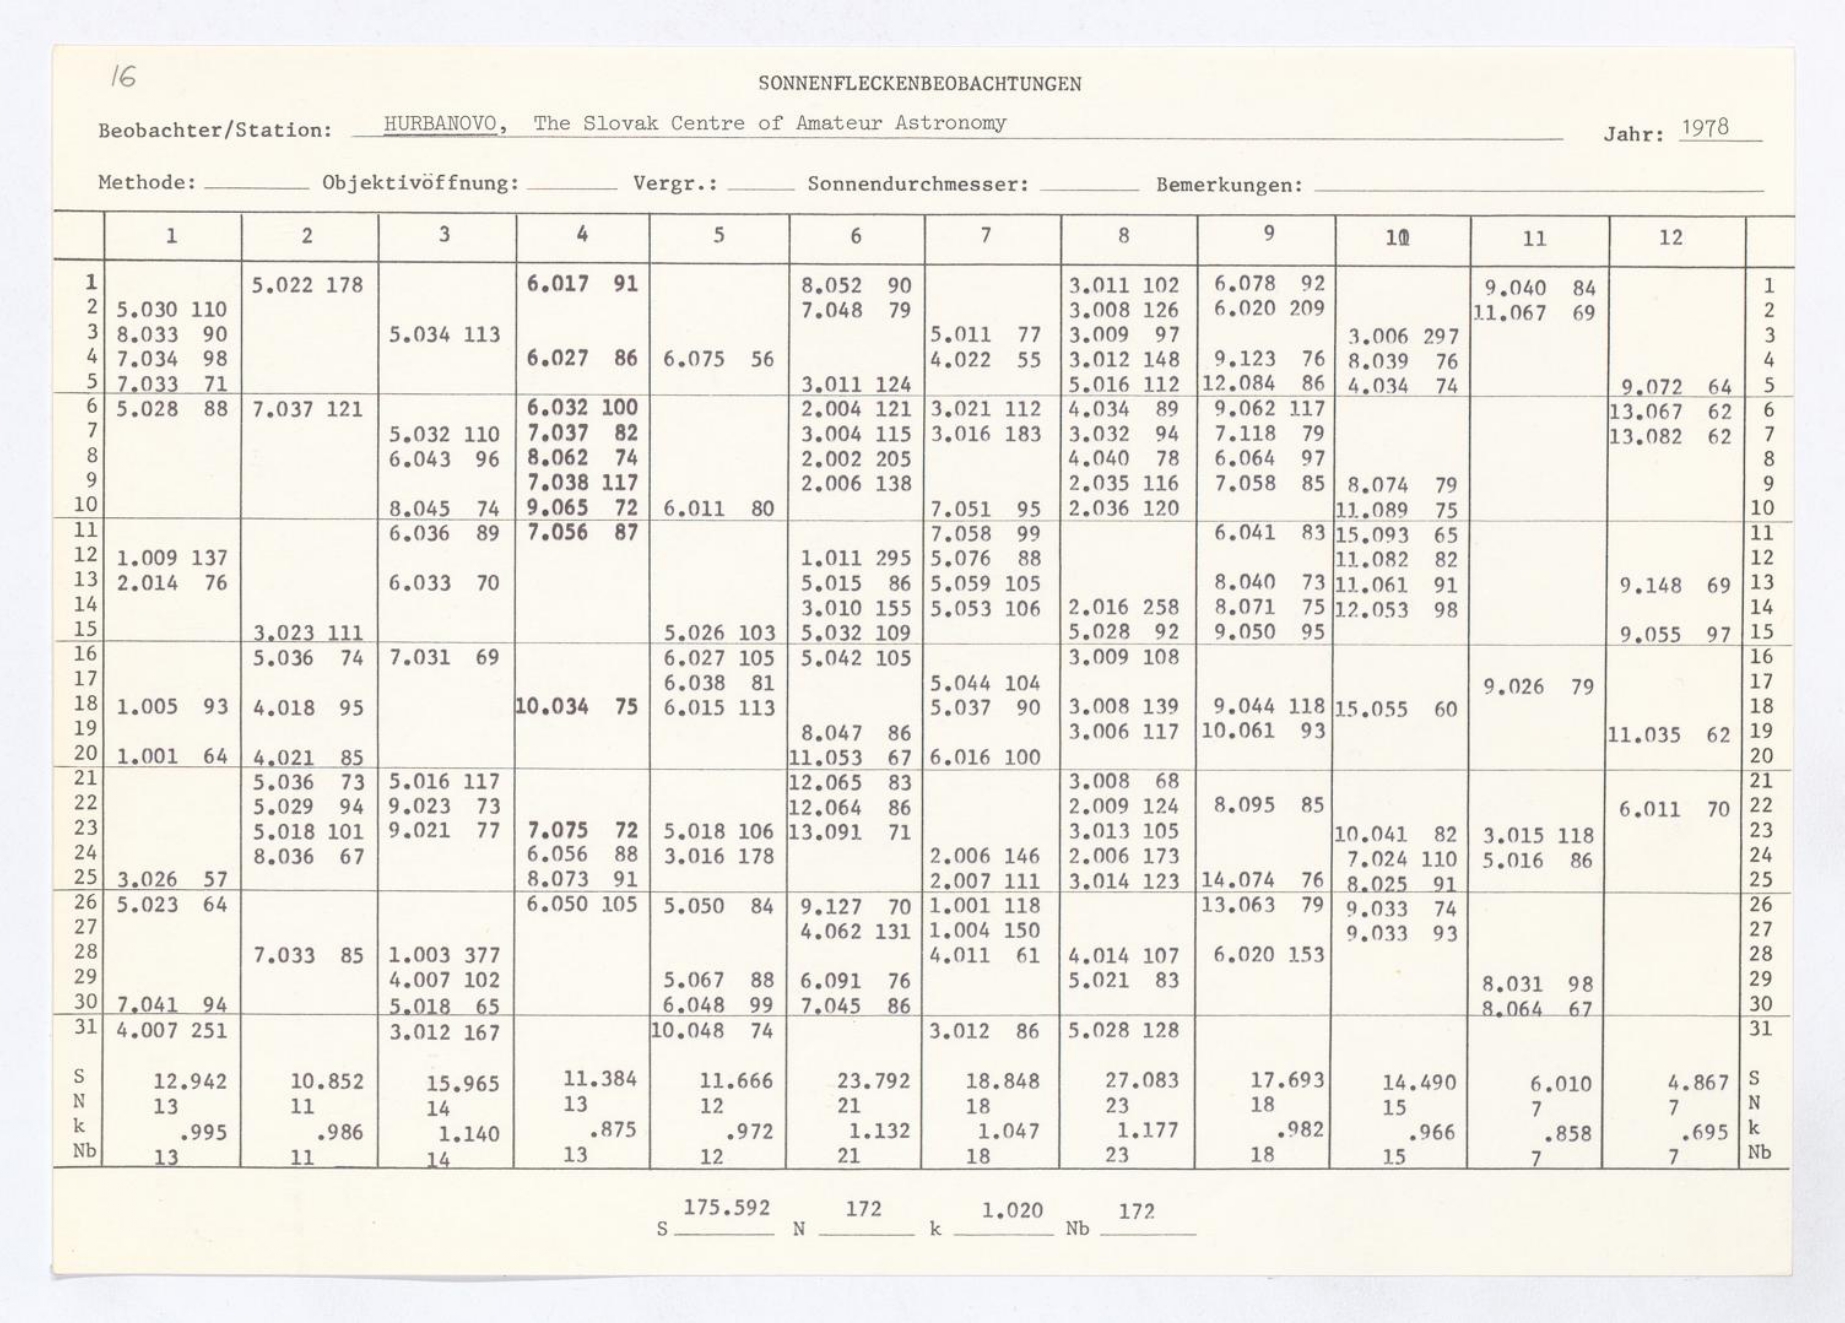 16
SONNENFLECKENBEOBACHTUNGEN
Beobachter/Station: HURBANOVO, The Slovak Centre of Amateur Astronomy Jahr: 1978
Methode: Objektivöffnung: Vergr.: Sonnendurchmesser: Bemerkungen:
1 2 3 4 5 6 7 8 9 10 11 12
1 5.022 178 6.017 91 8.052 90 3.011 102 6.078 92 9.040 84 1
2 5.030 110 7.048 79 3.008 126 6.020 209 11.067 69 2
3 8.033 90 5.034 113 5.011 77 3.009 97 3.006 297 3
4 7.034 98 6.027 86 6.075 56 4.022 55 3.012 148 9.123 76 8.039 76 4
5 7.033 71 3.011 124 5.016 112 12.084 86 4.034 74 9.072 64 5
6 5.028 88 7.037 121 6.032 100 2.004 121 3.021 112 4.034 89 9.062 117 13.067 62 6
7 5.032 110 7.037 82 3.004 115 3.016 183 3.032 94 7.118 79 13.082 62 7
8 6.043 96 8.062 74 2.002 205 4.040 78 6.064 97 8
9 7.038 117 2.006 138 2.035 116 7.058 85 8.074 79 9
10 8.045 74 9.065 72 6.011 80 7.051 95 2.036 120 11.089 75 10
11 6.036 89 7.056 87 7.058 99 6.041 83 15.093 65 11
12 1.009 137 1.011 295 5.076 88 11.082 82 12
13 2.014 76 6.033 70 5.015 86 5.059 105 8.040 73 11.061 91 9.148 69 13
14 3.010 155 5.053 106 2.016 258 8.071 75 12.053 98 14
15 3.023 111 5.026 103 5.032 109 5.028 92 9.050 95 9.055 97 15
16 5.036 74 7.031 69 6.027 105 5.042 105 3.009 108 16
17 6.038 81 5.044 104 9.026 79 17
18 1.005 93 4.018 95 10.034 75 6.015 113 5.037 90 3.008 139 9.044 118 15.055 60 18
19 8.047 86 3.006 117 10.061 93 11.035 62 19
20 1.001 64 4.021 85 11.053 67 6.016 100 20
21 5.036 73 5.016 117 12.065 83 3.008 68 21
22 5.029 94 9.023 73 12.064 86 2.009 124 8.095 85 6.011 70 22
23 5.018 101 9.021 77 7.075 72 5.018 106 13.091 71 3.013 105 10.041 82 3.015 118 23
24 8.036 67 6.056 88 3.016 178 2.006 146 2.006 173 7.024 110 5.016 86 24
25 3.026 57 8.073 91 2.007 111 3.014 123 14.074 76 8.025 91 25
26 5.023 64 6.050 105 5.050 84 9.127 70 1.001 118 13.063 79 9.033 74 26
27 4.062 131 1.004 150 9.033 93 27
28 7.033 85 1.003 377 4.011 61 4.014 107 6.020 153 28
29 4.007 102 5.067 88 6.091 76 5.021 83 8.031 98 29
30 7.041 94 5.018 65 6.048 99 7.045 86 8.064 67 30
31 4.007 251 3.012 167 10.048 74 3.012 86 5.028 128 31
S 12.942 10.852 15.965 11.384 11.666 23.792 18.848 27.083 17.693 14.490 6.010 4.867 S
N 13 11 14 13 12 21 18 23 18 15 7 7 N
k .995 .986 1.140 .875 .972 1.132 1.047 1.177 .982 .966 .858 .695 k
Nb 13 11 14 13 12 21 18 23 18 15 7 7 Nb
S 175.592 N 172 k 1.020 Nb 172